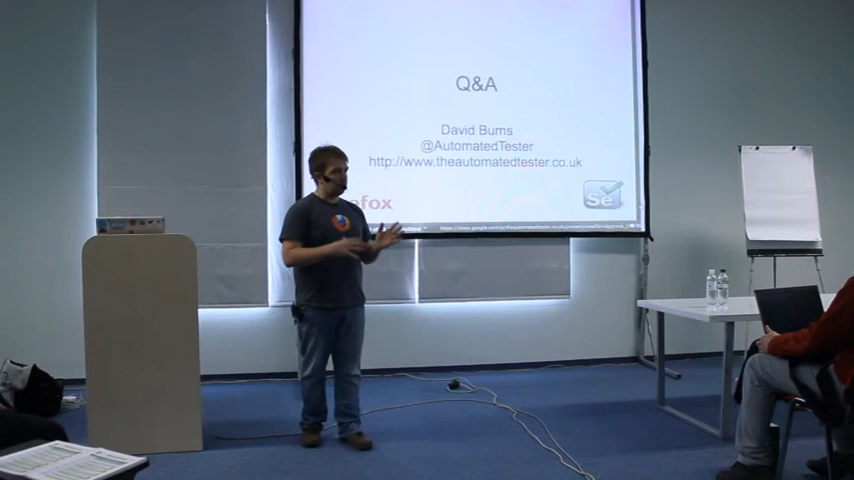 Q&A
David Burns
@AutomatedTester
http://www.theautomatedtester.co.uk
efox
Se